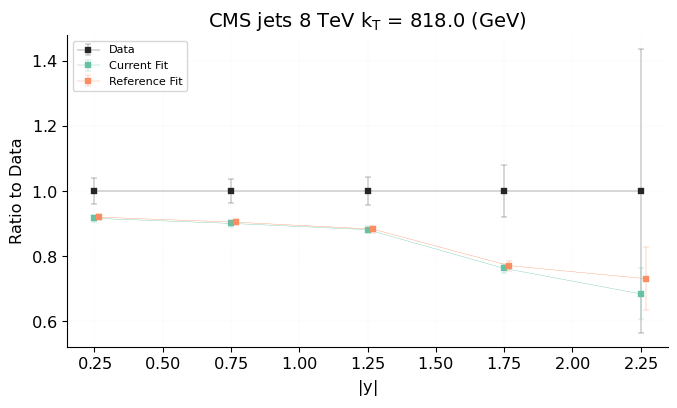 CMS jets 8 TeV k_T = 818.0 (GeV)
Data
Current Fit
Reference Fit
Ratio to Data
1.4
1.2
1.0
0.8
0.6
0.25 0.50 0.75 1.00 1.25 1.50 1.75 2.00 2.25
|y|